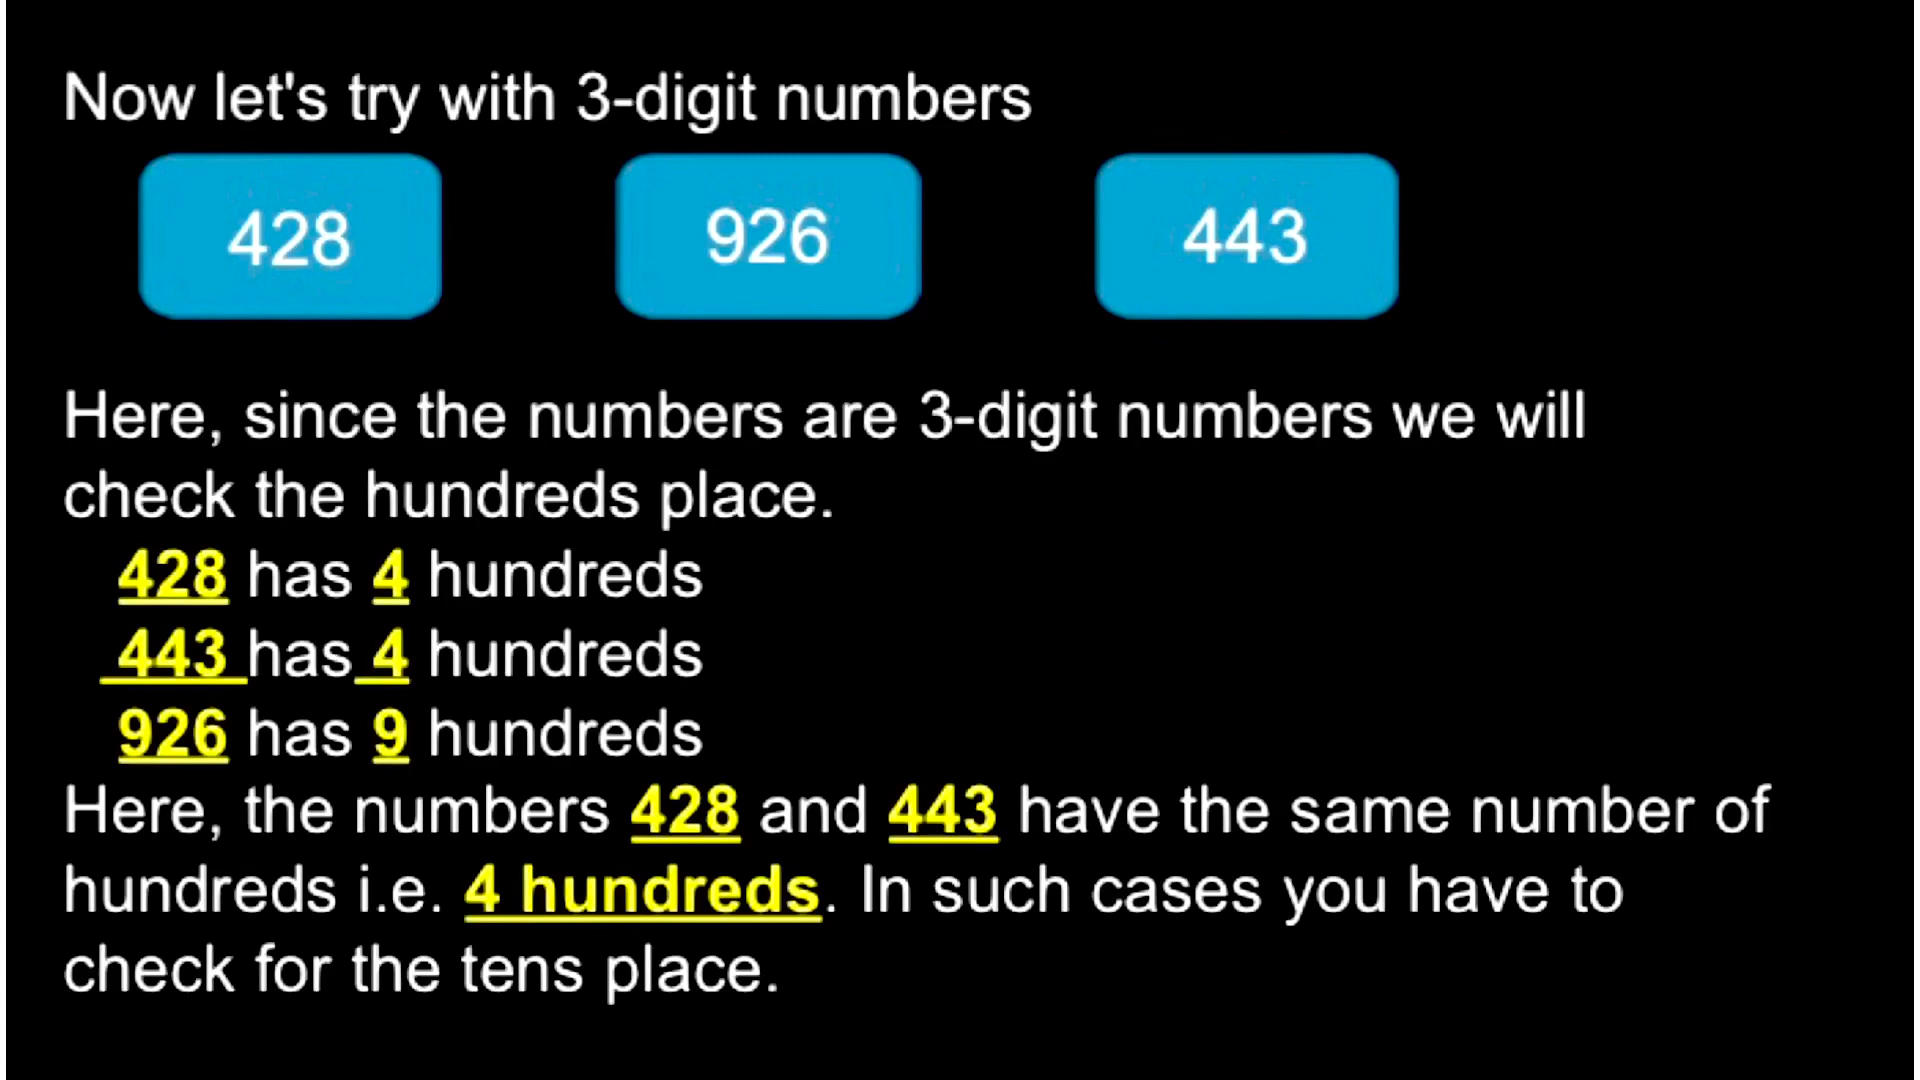 Now let's try with 3-digit numbers
428 926 443
Here, since the numbers are 3-digit numbers we will
check the hundreds place.
428 has 4 hundreds
443 has 4 hundreds
926 has 9 hundreds
Here, the numbers 428 and 443 have the same number of
hundreds i.e. 4 hundreds. In such cases you have to
check for the tens place.